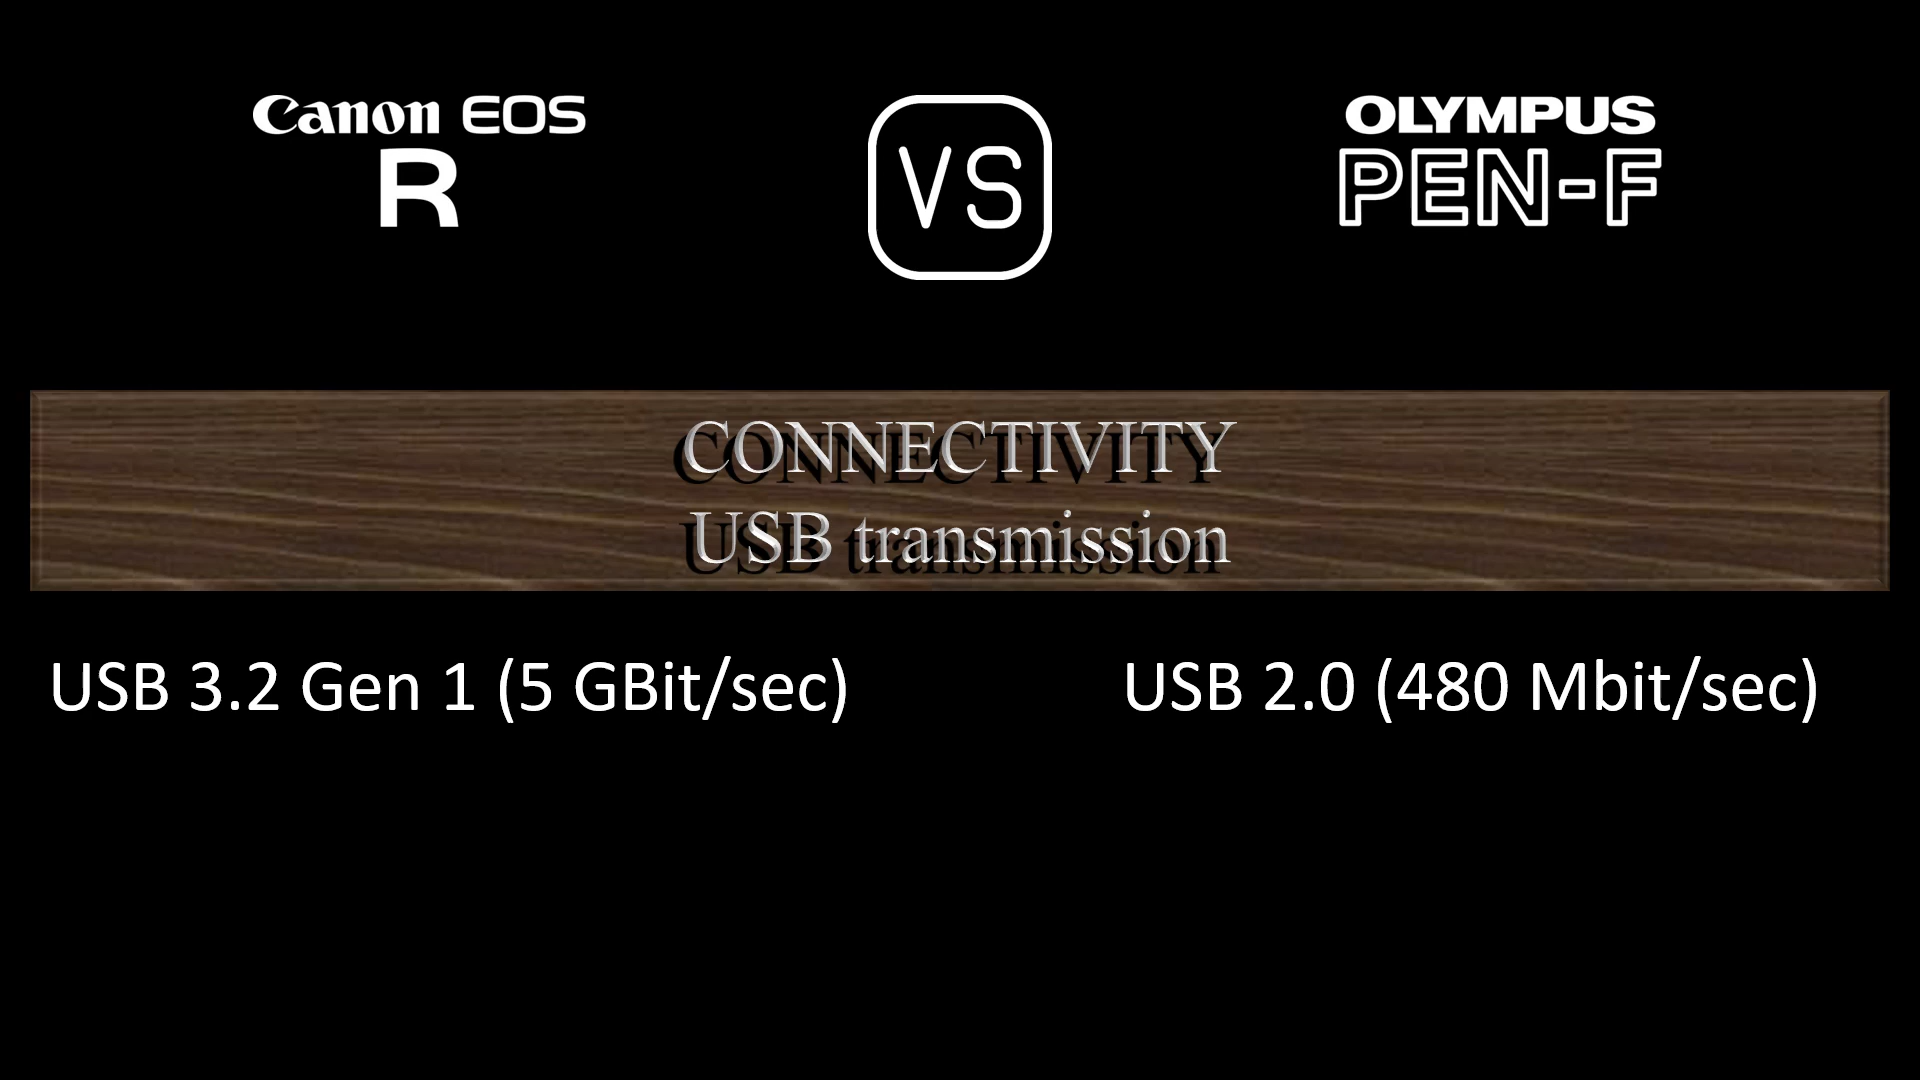 Canon EOS
R
VS
OLYMPUS
PEN-F
CONNECTIVITY
USB transmission
USB 3.2 Gen 1 (5 GBit/sec)
USB 2.0 (480 Mbit/sec)